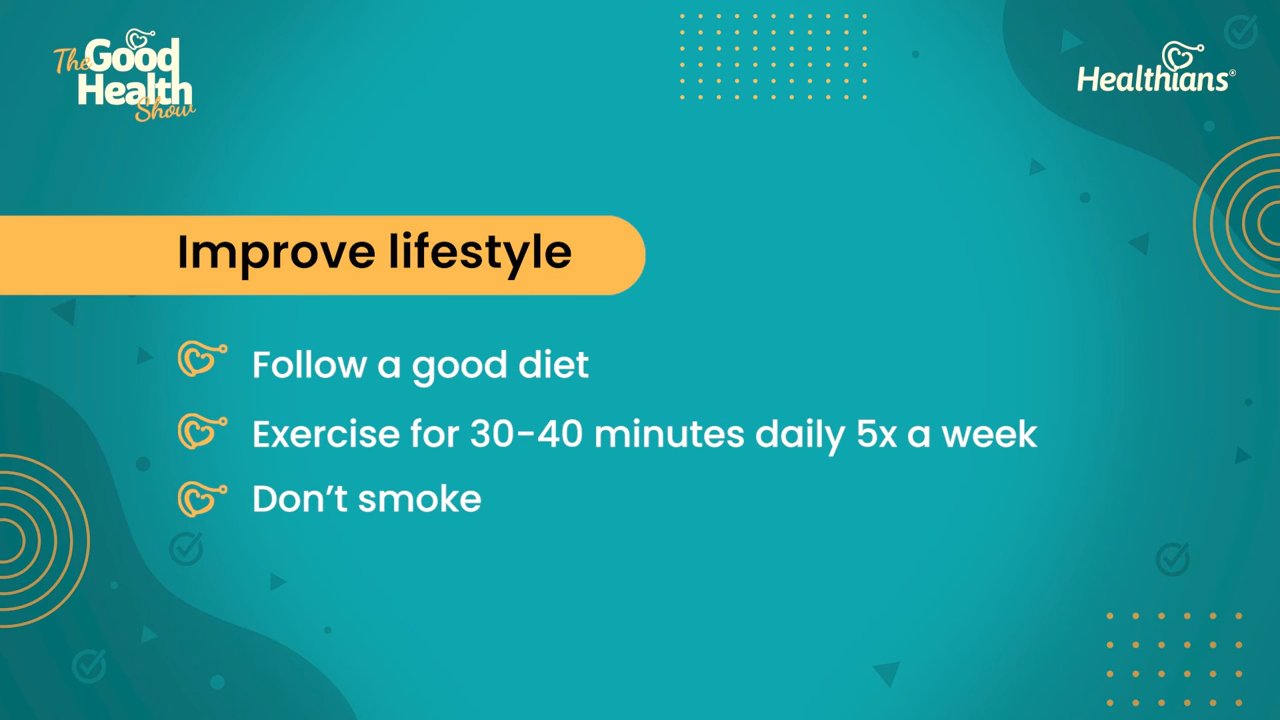 The Good
Health
Show
Healthians®
Improve lifestyle
Follow a good diet
Exercise for 30-40 minutes daily 5x a week
Don’t smoke